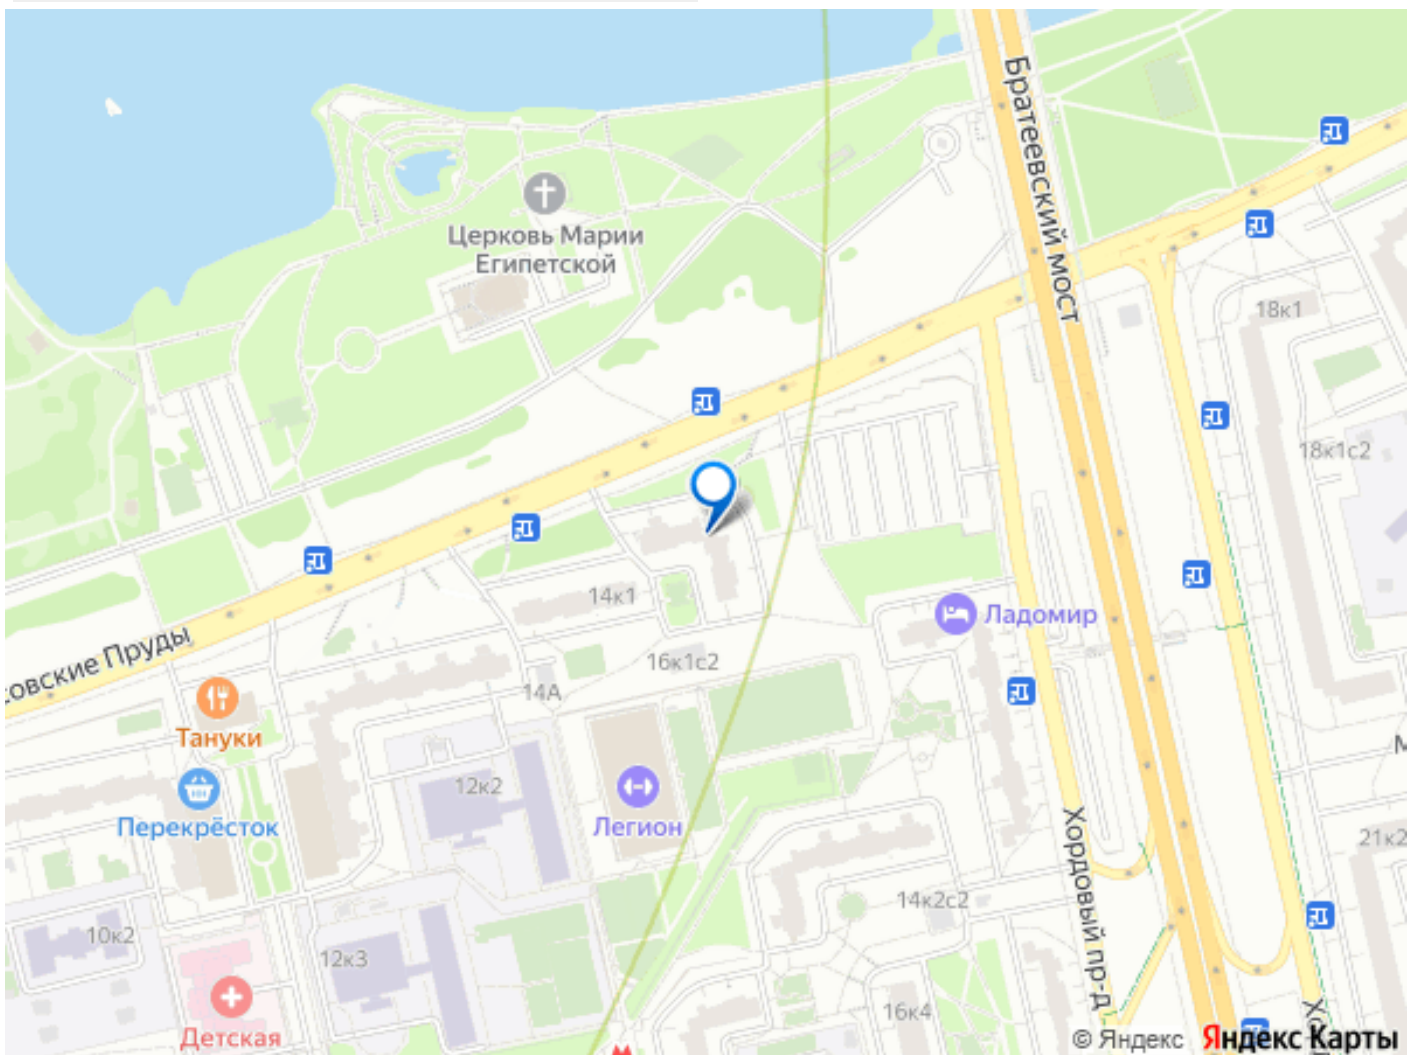 Братеевский мост
Церковь Марии
Египетской
18к1
18к1с2
совские Пруды
14к1
Ладомир
16к1с2
14А
Тануки
12к2
Легион
Перекрёсток
Хордовый пр-д
21к2
14к2с2
10к2
12к3
16к4
Детская
© Яндекс Яндекс Карты